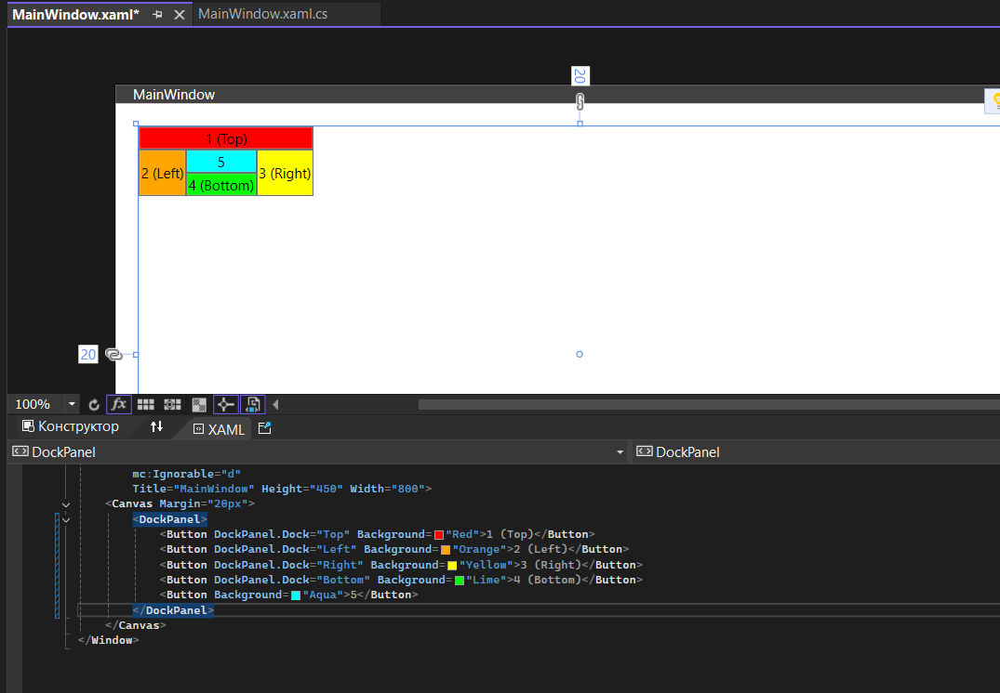 MainWindow.xaml* MainWindow.xaml.cs
20
MainWindow
1 (Top)
5
2 (Left) 3 (Right)
4 (Bottom)
20
100% fx
Конструктор XAML
DockPanel DockPanel
mc:Ignorable="d"
Title="MainWindow" Height="450" Width="800">
<Canvas Margin="20px">
<DockPanel>
<Button DockPanel.Dock="Top" Background="Red">1 (Top)</Button>
<Button DockPanel.Dock="Left" Background="Orange">2 (Left)</Button>
<Button DockPanel.Dock="Right" Background="Yellow">3 (Right)</Button>
<Button DockPanel.Dock="Bottom" Background="Lime">4 (Bottom)</Button>
<Button Background="Aqua">5</Button>
</DockPanel>
</Canvas>
</Window>